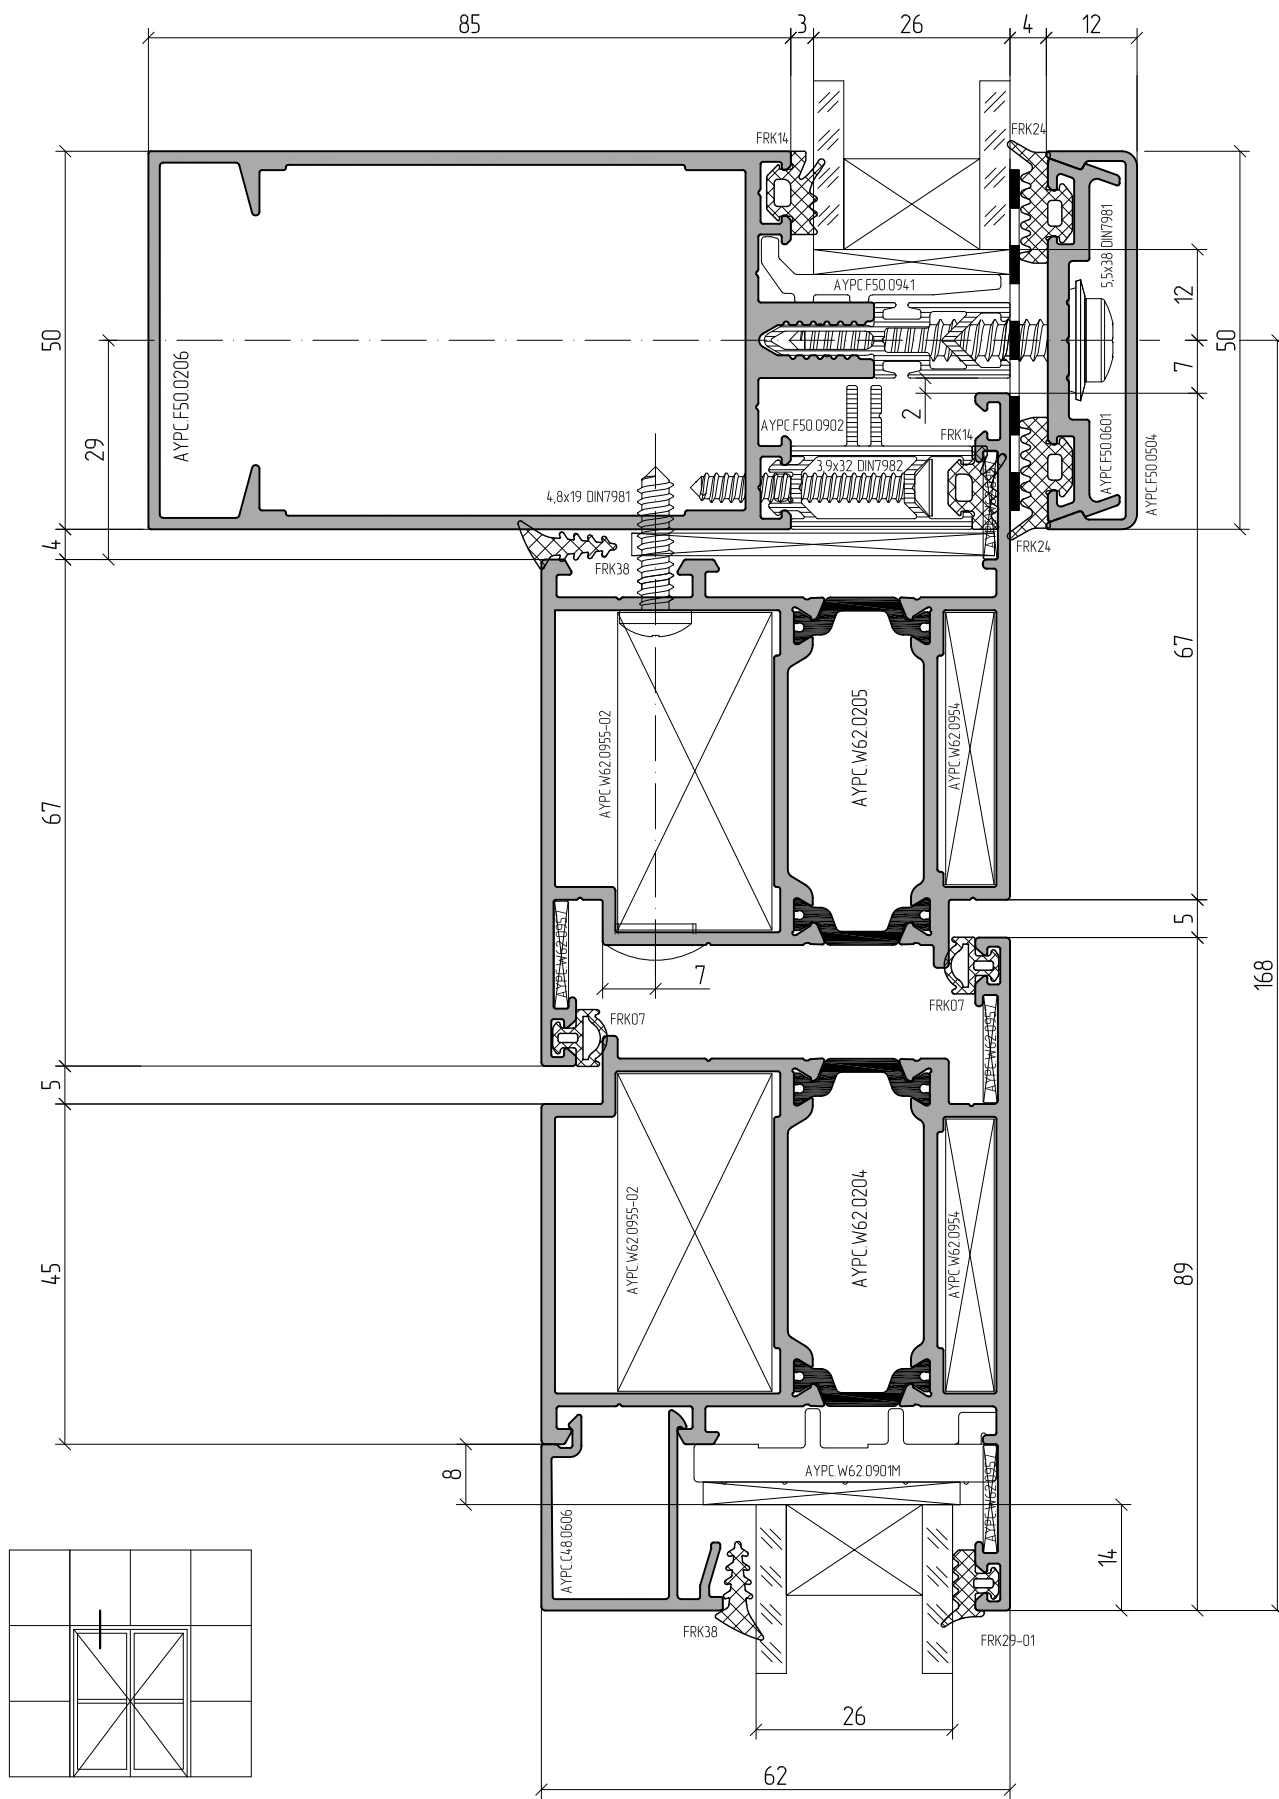 85
3
26
4
12
FRK14
FRK24
AYPC.F50.0206
50
29
4
AYPC.F50.0941
5,5x38 DIN7981
12
50
7
2
AYPC.F50.0902
FRK14
AYPC.F50.0601
AYPC.F50.0504
3,9x32 DIN7982
4,8x19 DIN7981
FRK38
FRK24
67
67
AYPC.W62.0955-02
AYPC.W62.0205
AYPC.W62.0954
5
168
AYPC.W62.0957
7
FRK07
FRK07
AYPC.W62.0957
5
45
AYPC.W62.0955-02
AYPC.W62.0204
AYPC.W62.0954
89
8
AYPC.W62.0901M
AYPC.W62.0957
AYPC.C48.0606
14
FRK38
FRK29-01
26
62